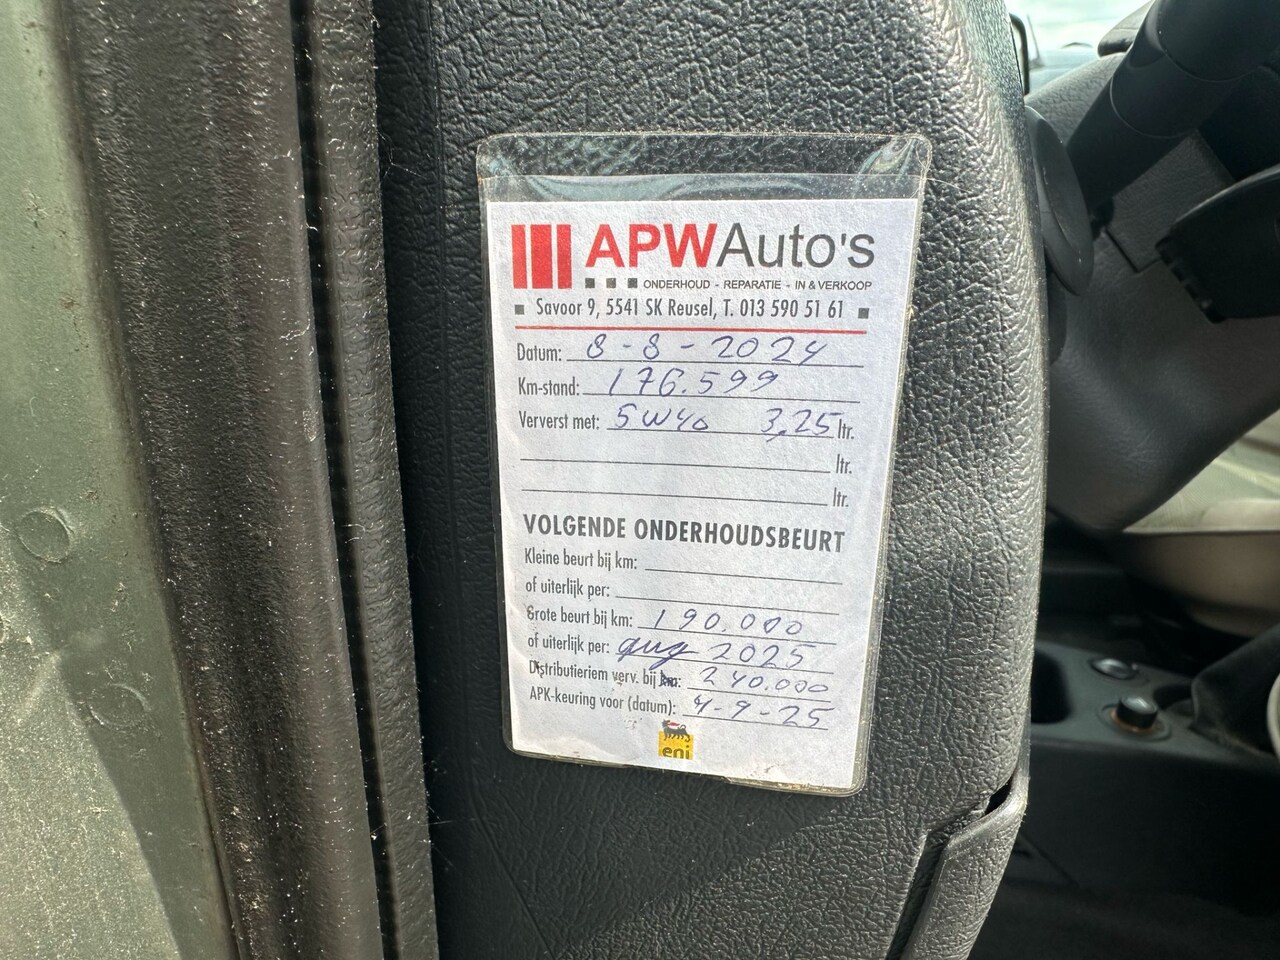 APWAuto's
ONDERHOUD - REPARATIE - IN & VERKOOP
Savoor 9, 5541 SK Reusel, T. 013 590 51 61
Datum: 8-8-2024
Km-stand: 176.599
Ververst met: 5W40 3,25 ltr.
ltr.
ltr.
VOLGENDE ONDERHOUDSBEURT
Kleine beurt bij km:
of uiterlijk per:
Grote beurt bij km: 190.000
of uiterlijk per: aug 2025
Distributieriem verv. bij km: 240.000
APK-keuring voor (datum): 4-9-25
eni